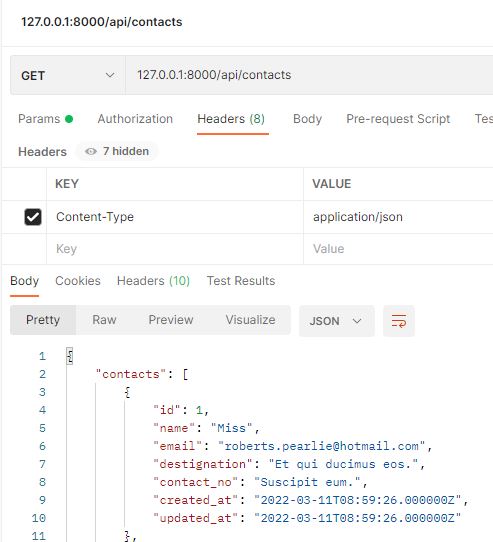 127.0.0.1:8000/api/contacts
GET 127.0.0.1:8000/api/contacts
Params Authorization Headers (8) Body Pre-request Script Tes
Headers 7 hidden
KEY VALUE
Content-Type application/json
Key Value
Body Cookies Headers (10) Test Results
Pretty Raw Preview Visualize JSON
1 {
2 "contacts": [
3 {
4 "id": 1,
5 "name": "Miss",
6 "email": "roberts.pearlie@hotmail.com",
7 "destignation": "Et qui ducimus eos.",
8 "contact_no": "Suscipit eum.",
9 "created_at": "2022-03-11T08:59:26.000000Z",
10 "updated_at": "2022-03-11T08:59:26.000000Z"
11 },